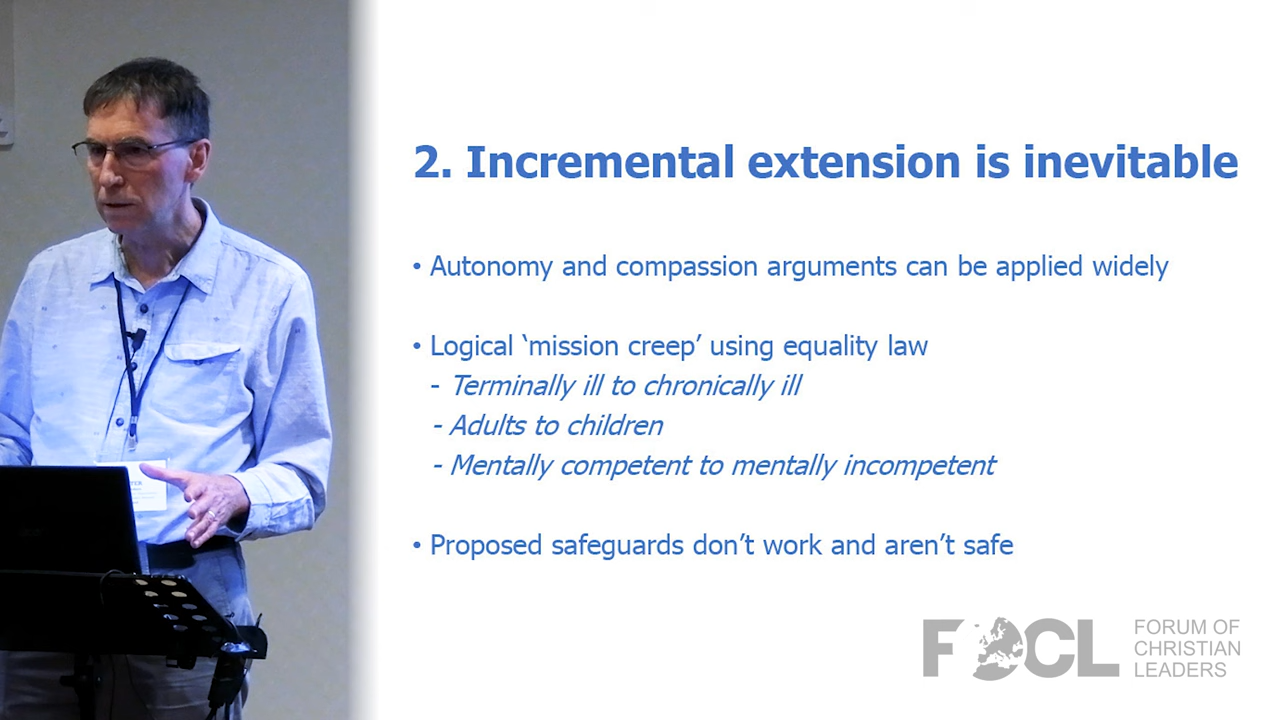 2. Incremental extension is inevitable
• Autonomy and compassion arguments can be applied widely
• Logical ‘mission creep’ using equality law
- Terminally ill to chronically ill
- Adults to children
- Mentally competent to mentally incompetent
• Proposed safeguards don’t work and aren’t safe
FOCL
FORUM OF
CHRISTIAN
LEADERS